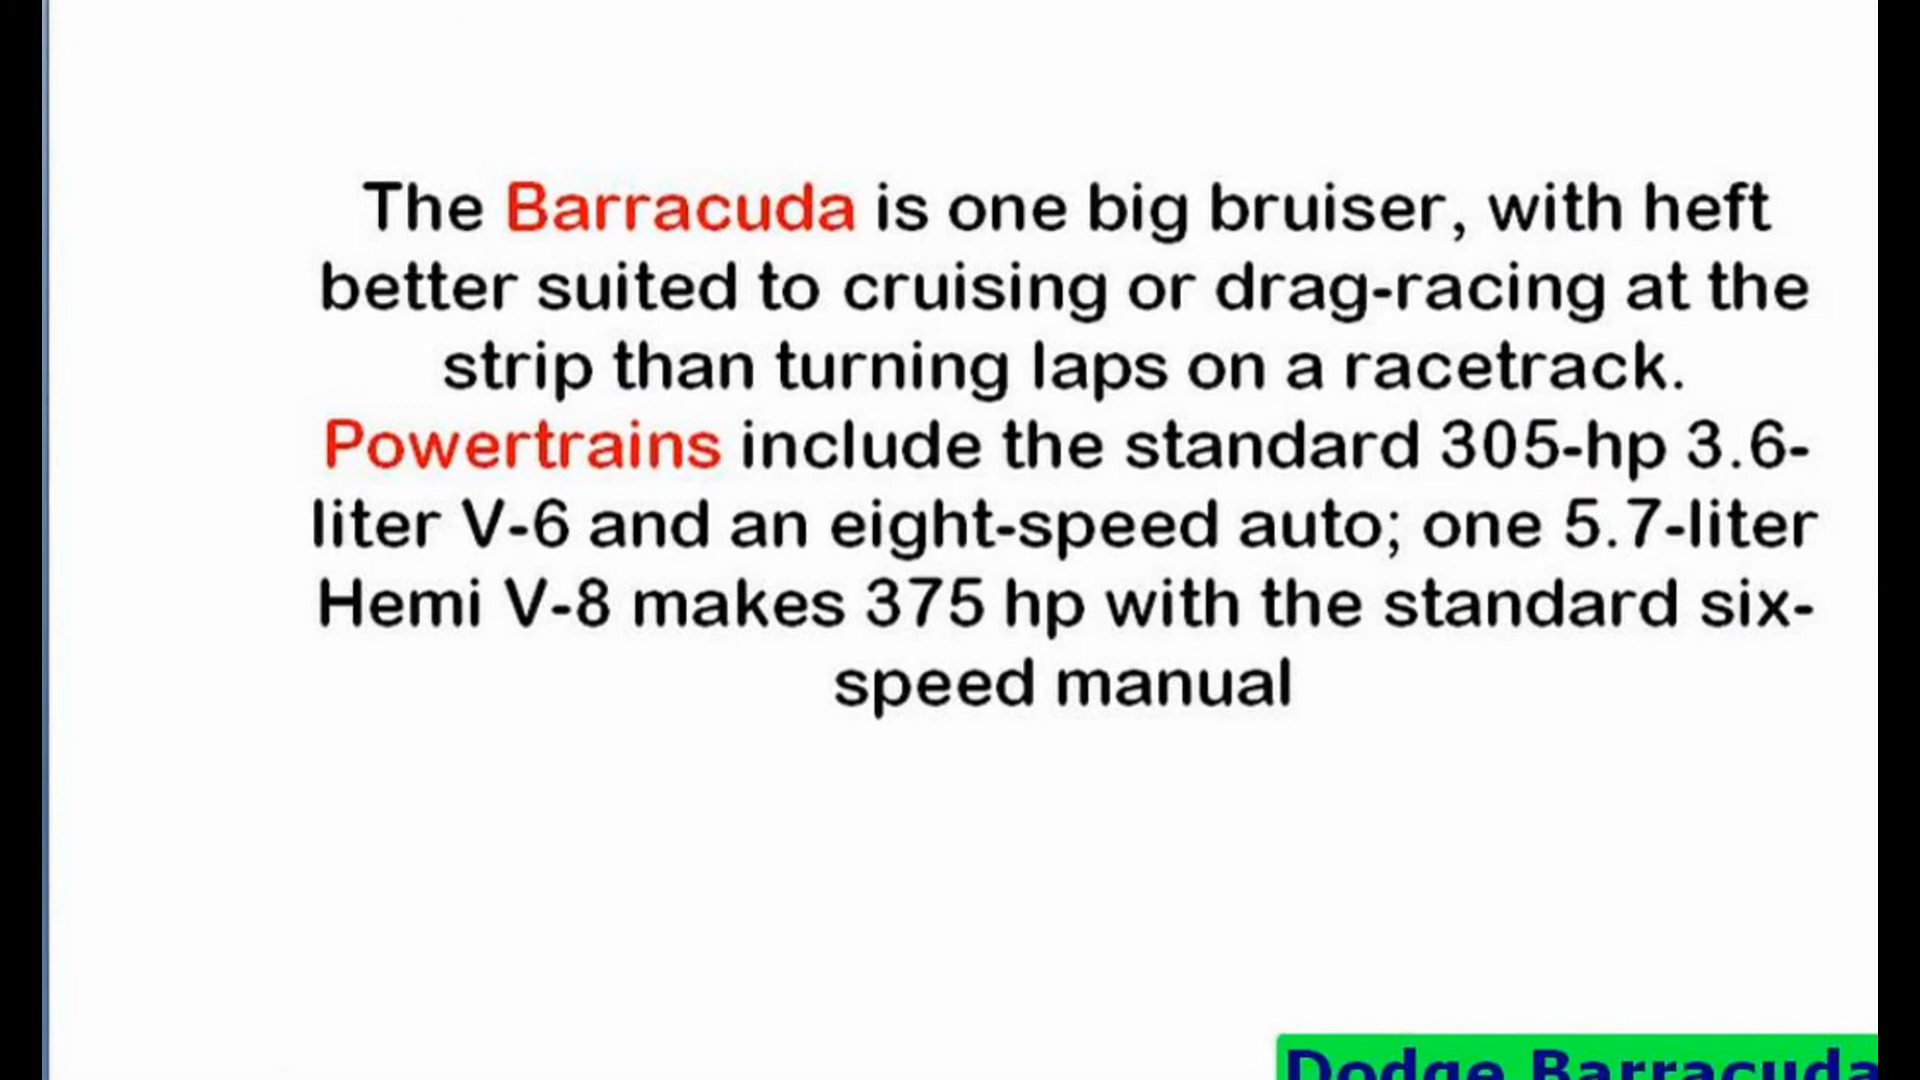 The Barracuda is one big bruiser, with heft
better suited to cruising or drag-racing at the
strip than turning laps on a racetrack.
Powertrains include the standard 305-hp 3.6-
liter V-6 and an eight-speed auto; one 5.7-liter
Hemi V-8 makes 375 hp with the standard six-
speed manual
Dodge Barracuda